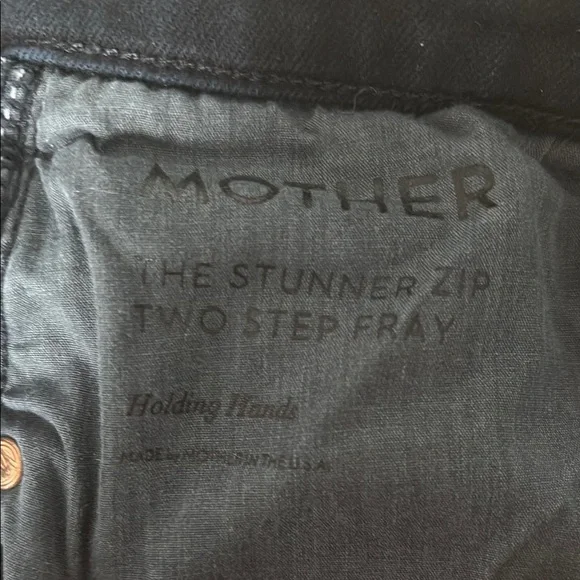 MOTHER
THE STUNNER ZIP
TWO STEP FRAY
Holding Hands
MADE by MOTHER IN THE U.S.A.